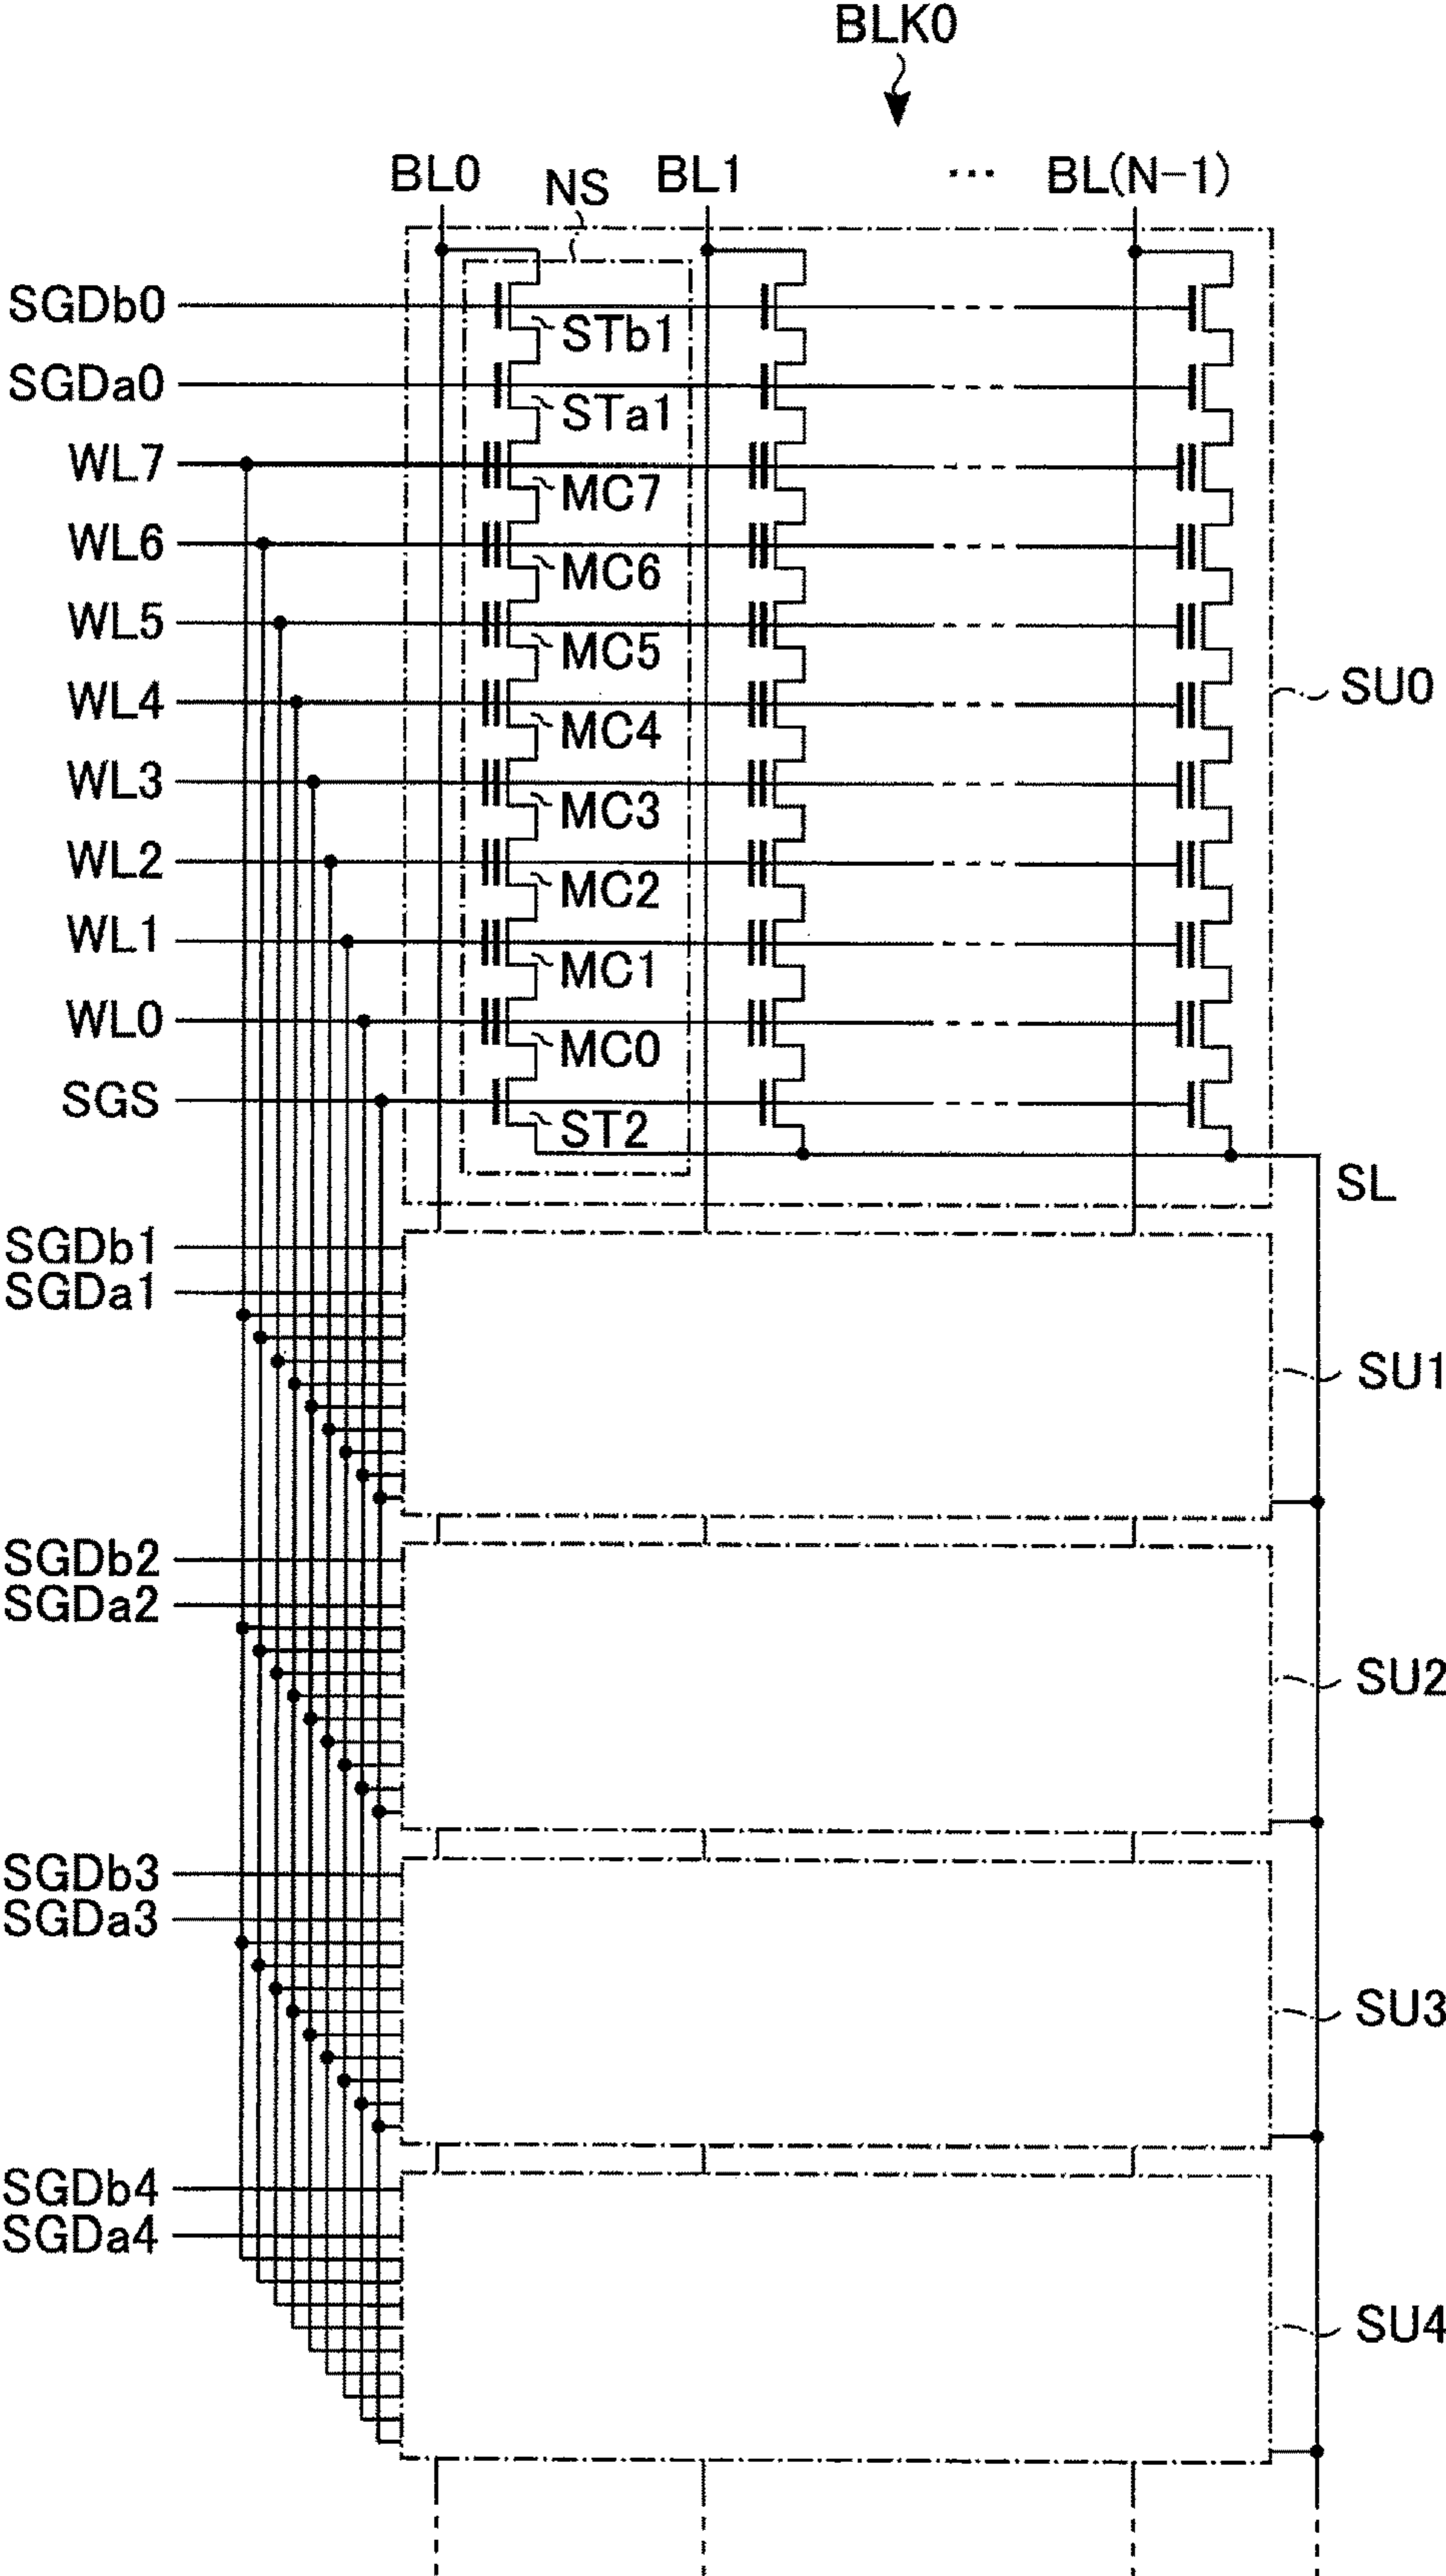 BLK0
BL0 NS BL1 ... BL(N-1)
SGDb0
STb1
SGDa0
STa1
WL7
MC7
WL6
MC6
WL5
MC5
SU0
WL4
MC4
WL3
MC3
WL2
MC2
WL1
MC1
WL0
MC0
SGS
ST2
SL
SGDb1
SGDa1
SU1
SGDb2
SGDa2
SU2
SGDb3
SGDa3
SU3
SGDb4
SGDa4
SU4